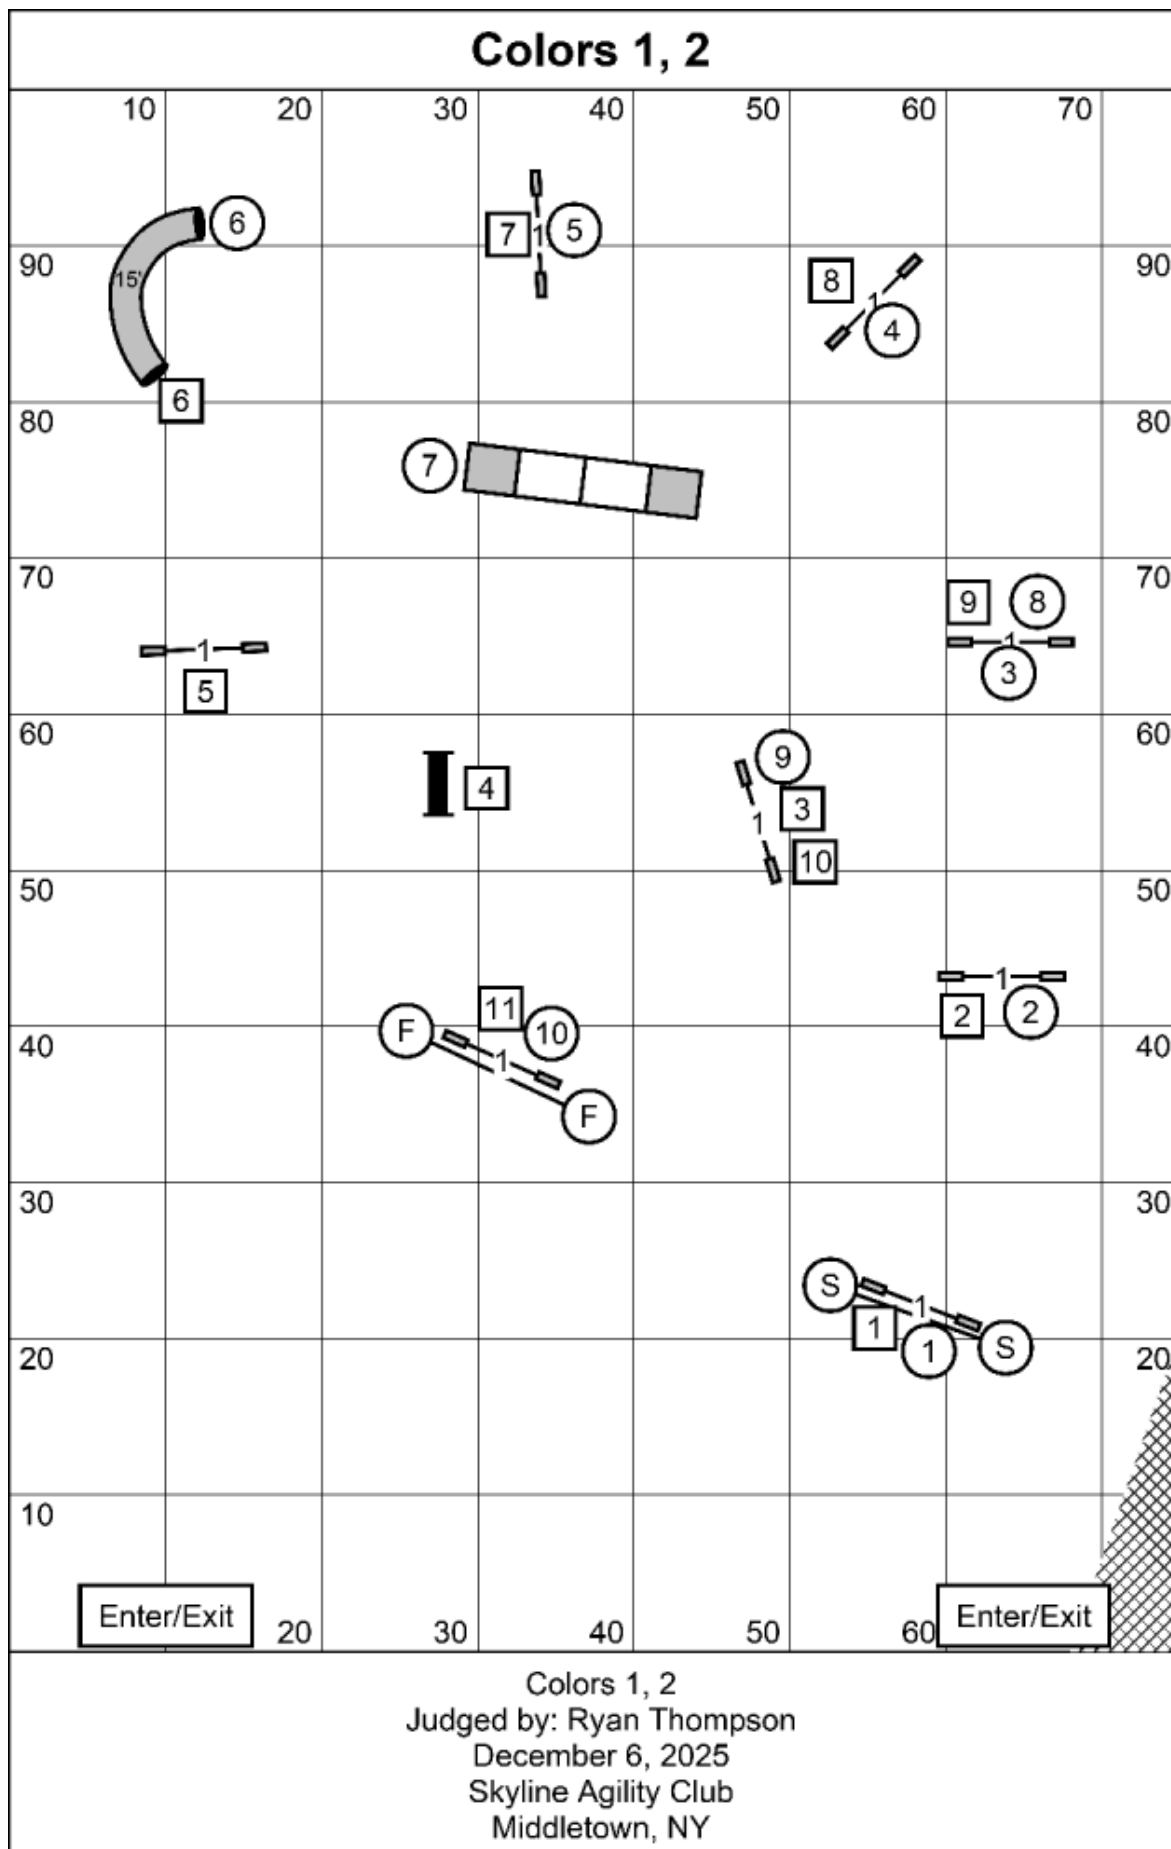 Colors 1, 2
10 20 30 40 50 60 70
6
5
7 1
90 90
8
15'
1
4
6
80 80
7
70 70
9 8
1
1
3
5
60 60
9
4
3
1
10
50 50
1
11
2 2
F 10
40 40
1
F
30 30
S
1
1
1 S
20 20
10
Enter/Exit 20 30 40 50 60 Enter/Exit
Colors 1, 2
Judged by: Ryan Thompson
December 6, 2025
Skyline Agility Club
Middletown, NY